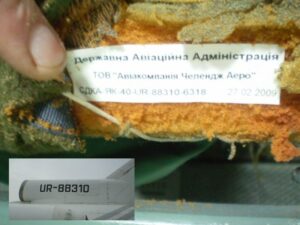 Державна Авіаційна Адміністрація
ТОВ "Авіакомпанія Челендж Аеро"
СДКА-ЯК 40-UR-88310-6318 27.02.2009
UR-88310